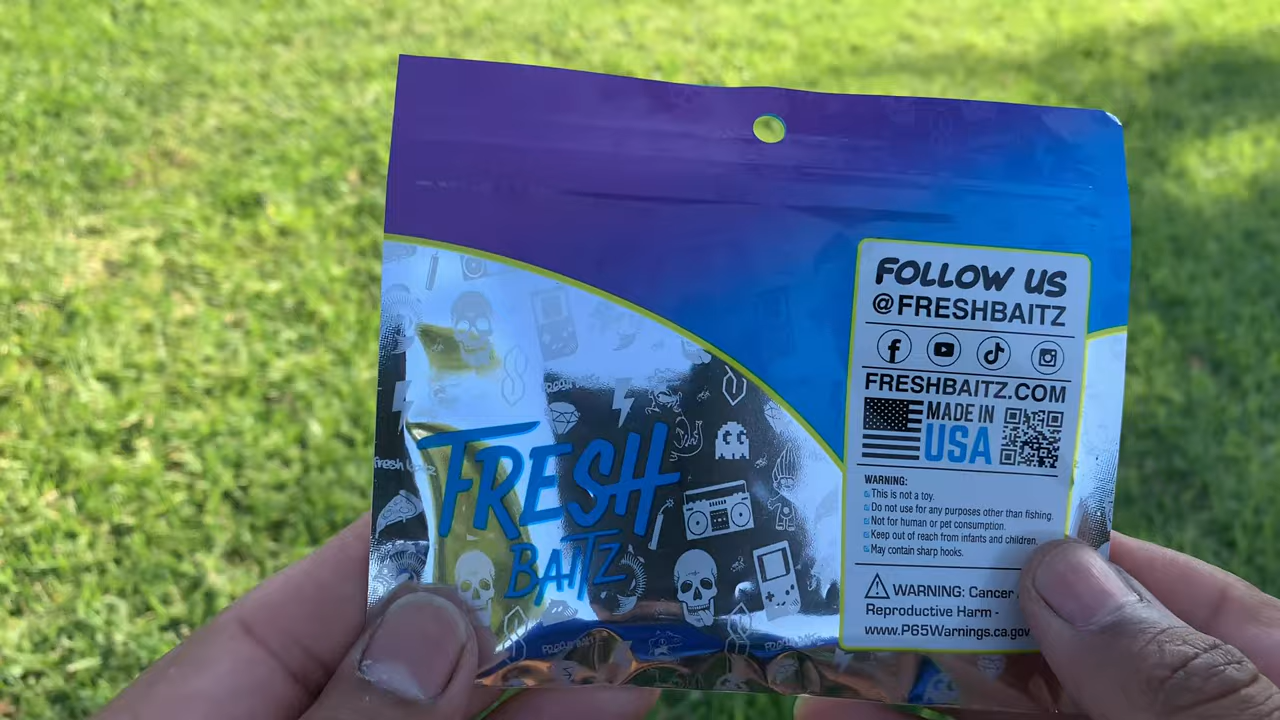 FRESH
BAITZ
fresh baitz
FOLLOW US
@FRESHBAITZ
FRESHBAITZ.COM
MADE IN
USA
WARNING:
This is not a toy.
Do not use for any purposes other than fishing.
Not for human or pet consumption.
Keep out of reach from infants and children.
May contain sharp hooks.
WARNING: Cancer
Reproductive Harm -
www.P65Warnings.ca.gov